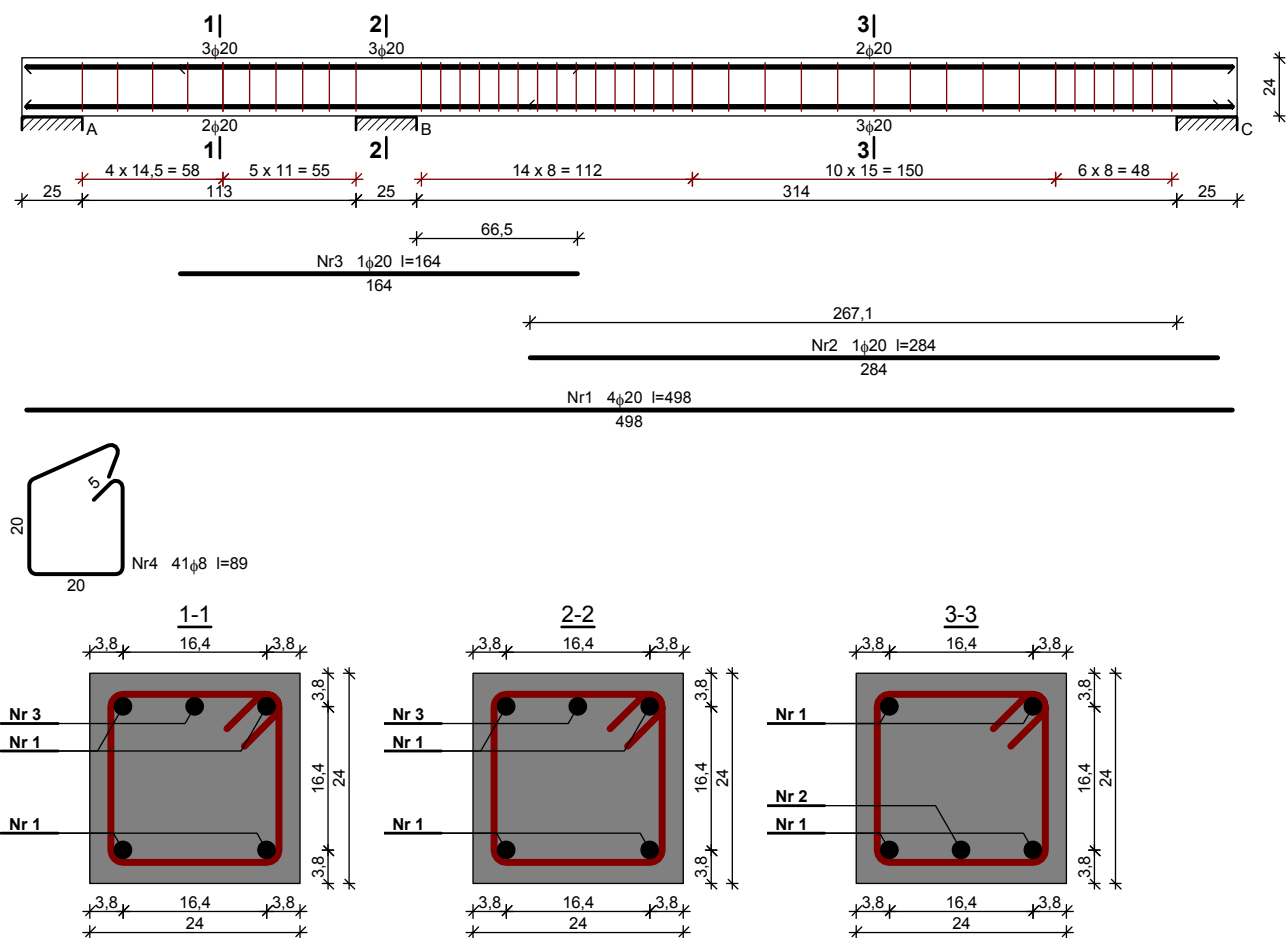 1 2 3
3ϕ20 3ϕ20 2ϕ20
24
A B C
2ϕ20 3ϕ20
1 2 3
4 x 14,5 = 58 5 x 11 = 55 14 x 8 = 112 10 x 15 = 150 6 x 8 = 48
25 113 25 314 25
66,5
Nr3 1ϕ20 l=164
164
267,1
Nr2 1ϕ20 l=284
284
Nr1 4ϕ20 l=498
498
5
20
Nr4 41ϕ8 l=89
20
1-1
3,8 16,4 3,8
Nr 3
Nr 1
Nr 1
3,8
16,4
3,8
24
3,8 16,4 3,8
24
2-2
3,8 16,4 3,8
Nr 3
Nr 1
Nr 1
3,8
16,4
3,8
24
3,8 16,4 3,8
24
3-3
3,8 16,4 3,8
Nr 1
Nr 2
Nr 1
3,8
16,4
3,8
24
3,8 16,4 3,8
24